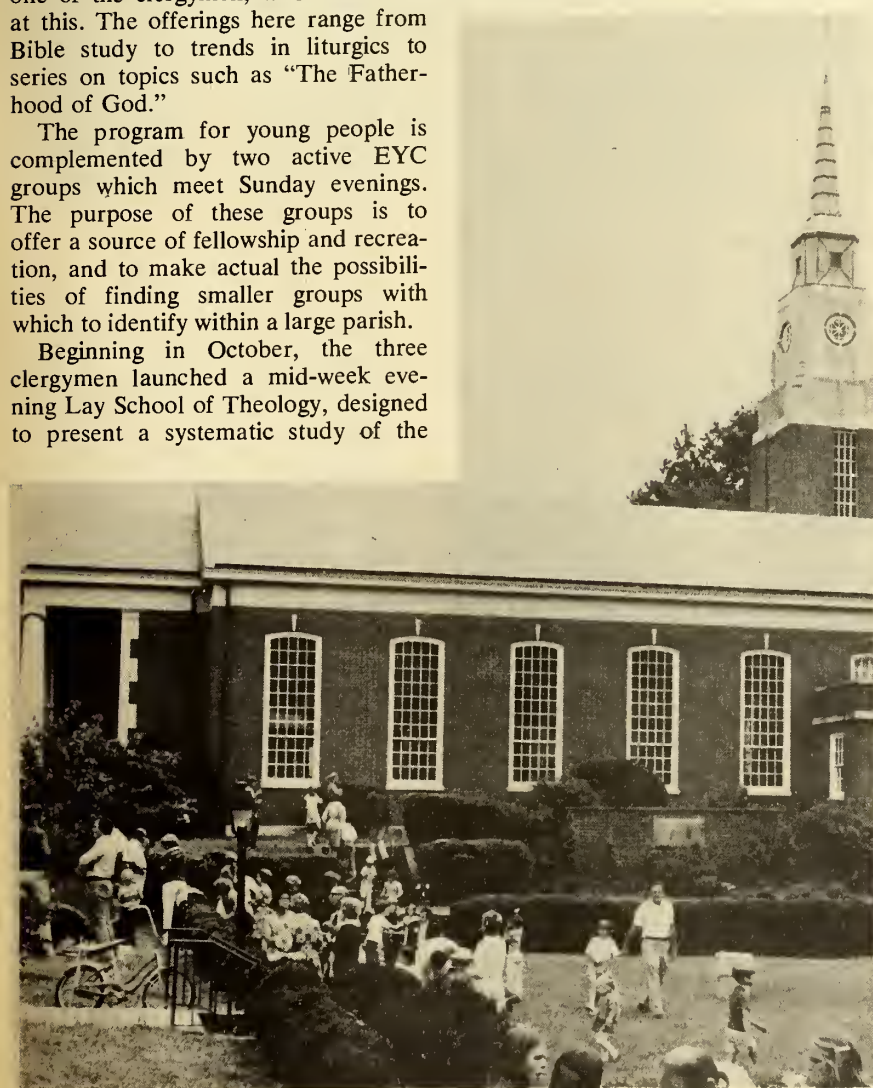 one of the clergymen,
at this. The offerings here range from
Bible study to trends in liturgics to
series on topics such as “The Father-
hood of God.”
The program for young people is
complemented by two active EYC
groups which meet Sunday evenings.
The purpose of these groups is to
offer a source of fellowship and recrea-
tion, and to make actual the possibili-
ties of finding smaller groups with
which to identify within a large parish.
Beginning in October, the three
clergymen launched a mid-week eve-
ning Lay School of Theology, designed
to present a systematic study of the